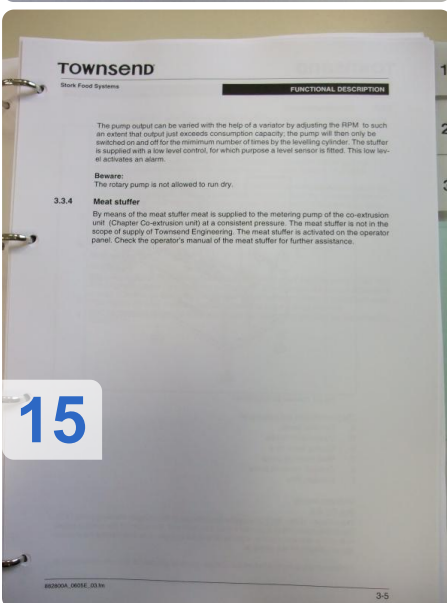 TOWNSEND
Stork Food Systems
FUNCTIONAL DESCRIPTION
The pump output can be varied with the help of a variator by adjusting the RPM to such
an extent that output just exceeds consumption capacity; the pump will then only be
switched on and off for the mimimum number of times by the levelling cylinder. The stuffer
is supplied with a low level control, for which purpose a level sensor is fitted. This low lev-
el activates an alarm.
Beware:
The rotary pump is not allowed to run dry.
3.3.4 Meat stuffer
By means of the meat stuffer meat is supplied to the metering pump of the co-extrusion
unit (Chapter Co-extrusion unit) at a consistent pressure. The meat stuffer is not in the
scope of supply of Townsend Engineering. The meat stuffer is activated on the operator
panel. Check the operator's manual of the meat stuffer for further assistance.
15
3-5
1
2
3